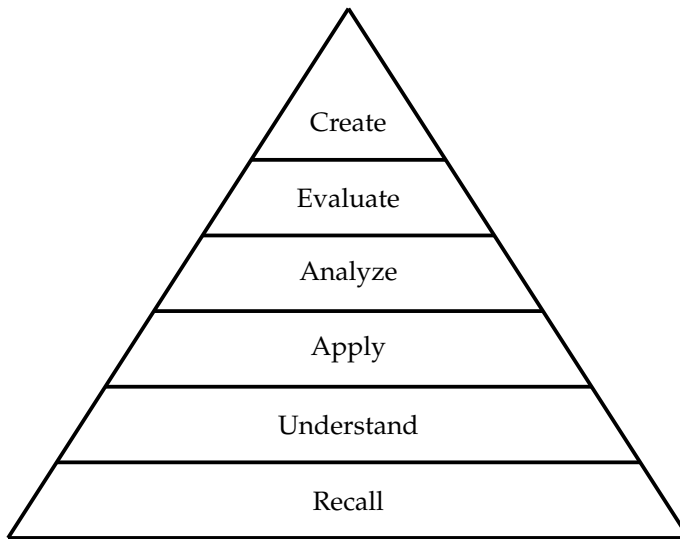 Create
Evaluate
Analyze
Apply
Understand
Recall